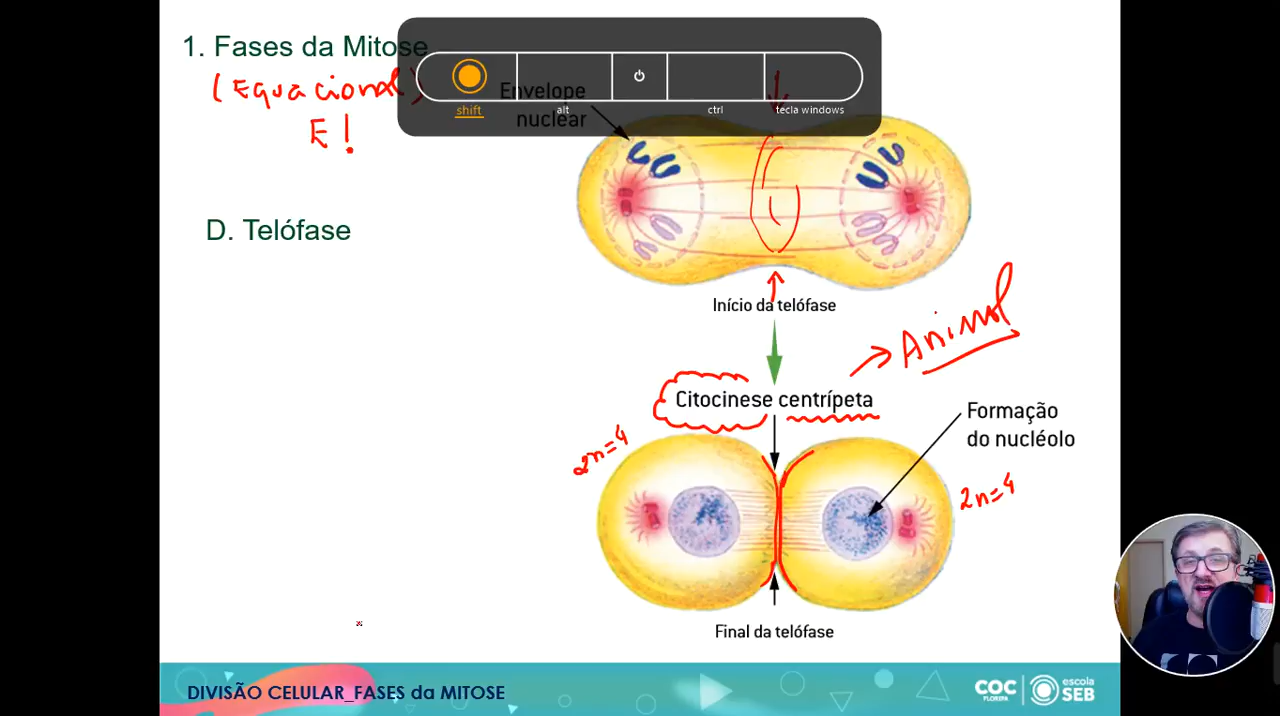 1. Fases da Mitose
(Equacional)
E!
shift
alt
ctrl
tecla windows
Envelope
nuclear
D. Telófase
Início da telófase
Animal
Citocinese centrípeta
Formação
do nucléolo
2n=4
2n=4
Final da telófase
DIVISÃO CELULAR_FASES da MITOSE
COC
FLORIPA
escola
SEB